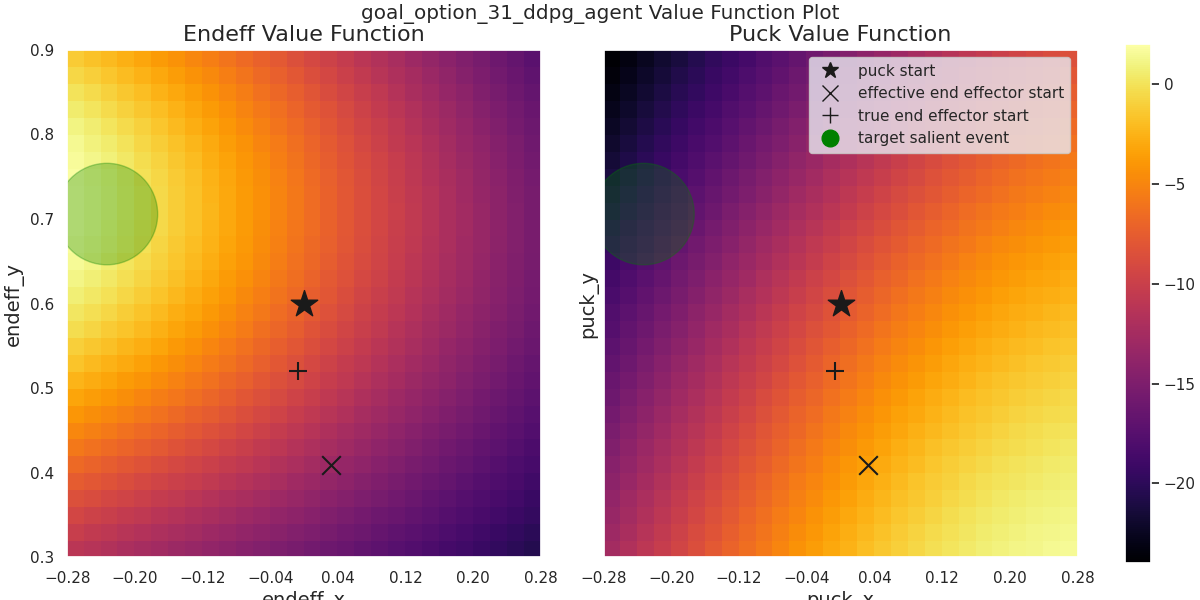 goal_option_31_ddpg_agent Value Function Plot
Endeff Value Function
Puck Value Function
0.9
0.8
0.7
0.6
0.5
0.4
0.3
endeff_y
−0.28 −0.20 −0.12 −0.04 0.04 0.12 0.20 0.28
endeff_x
puck_y
puck start
effective end effector start
true end effector start
target salient event
−0.28 −0.20 −0.12 −0.04 0.04 0.12 0.20 0.28
puck_x
0
−5
−10
−15
−20